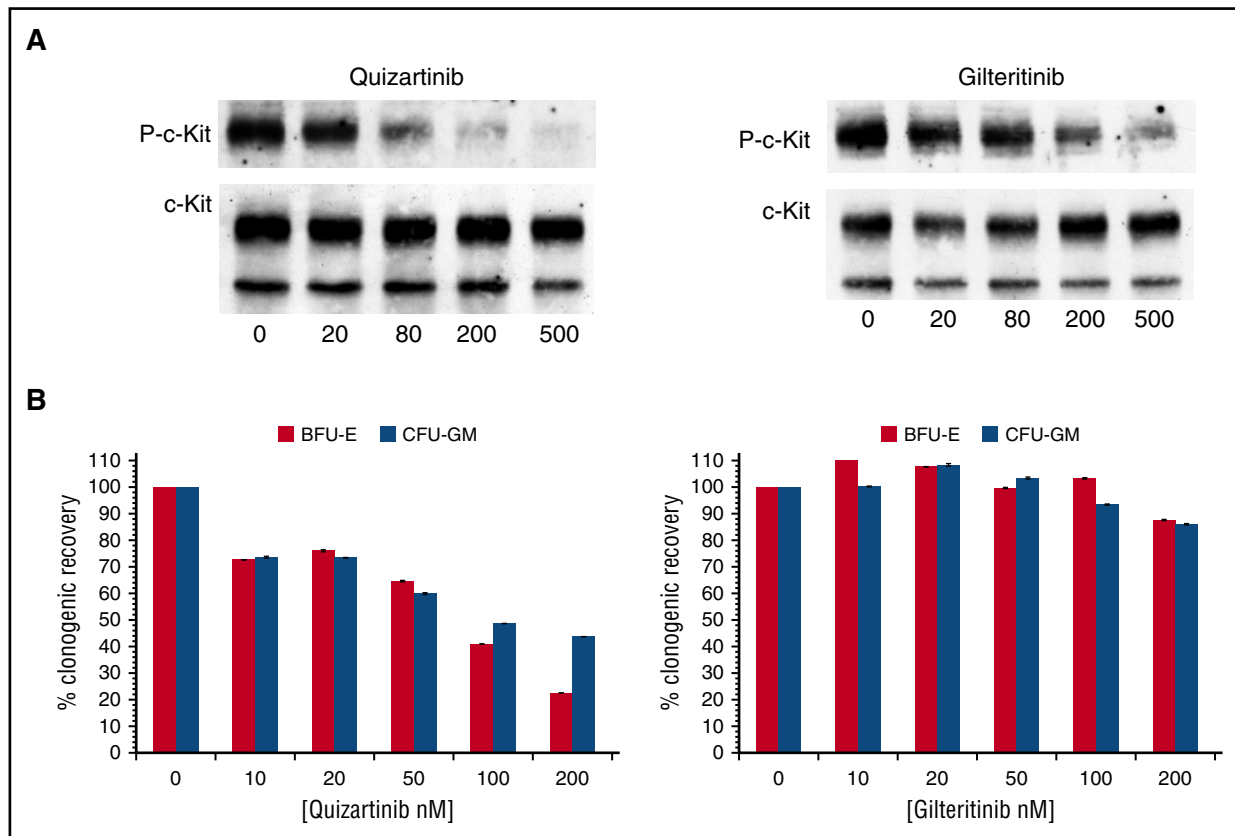 A
Quizartinib
Gilteritinib
P-c-Kit
P-c-Kit
c-Kit
c-Kit
0 20 80 200 500
0 20 80 200 500
B
BFU-E CFU-GM
110
100
90
80
70
60
50
40
30
20
10
0
% clonogenic recovery
0 10 20 50 100 200
[Quizartinib nM]
BFU-E CFU-GM
110
100
90
80
70
60
50
40
30
20
10
0
% clonogenic recovery
0 10 20 50 100 200
[Gilteritinib nM]